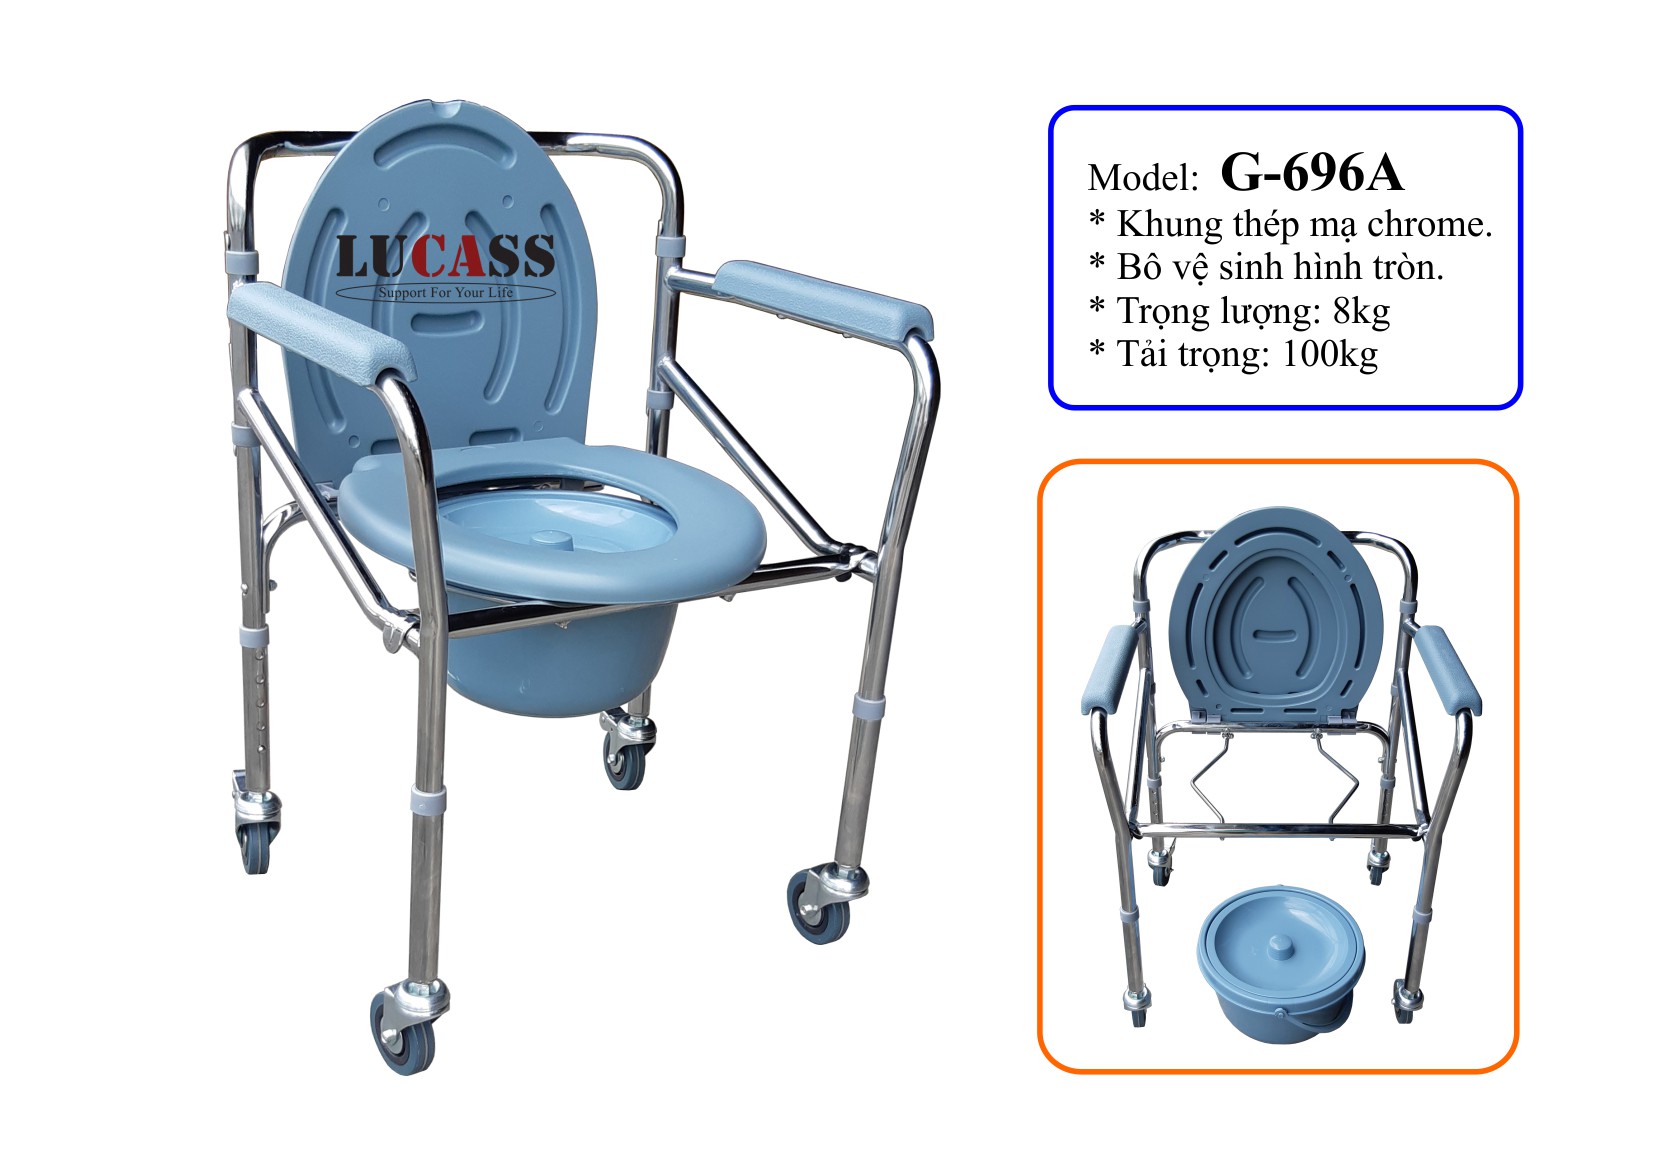 LUCASS
Support For Your Life
Model: G-696A
* Khung thép mạ chrome.
* Bô vệ sinh hình tròn.
* Trọng lượng: 8kg
* Tải trọng: 100kg